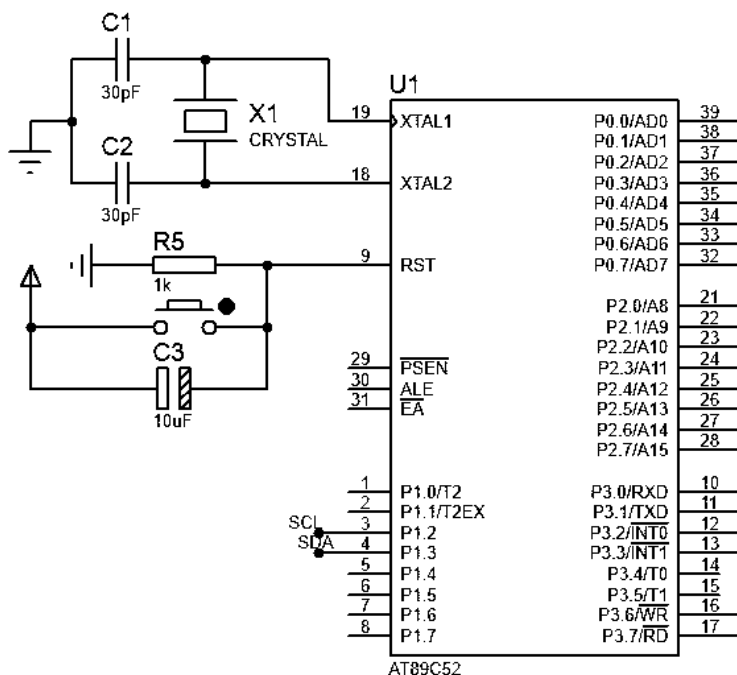 C1
30pF
X1
CRYSTAL
C2
30pF
R5
1k
C3
10uF
U1
19 XTAL1
18 XTAL2
9 RST
29 PSEN
30 ALE
31 EA
1 P1.0/T2
2 P1.1/T2EX
SCL 3 P1.2
SDA 4 P1.3
5 P1.4
6 P1.5
7 P1.6
8 P1.7
P0.0/AD0 39
P0.1/AD1 38
P0.2/AD2 37
P0.3/AD3 36
P0.4/AD4 35
P0.5/AD5 34
P0.6/AD6 33
P0.7/AD7 32
P2.0/A8 21
P2.1/A9 22
P2.2/A10 23
P2.3/A11 24
P2.4/A12 25
P2.5/A13 26
P2.6/A14 27
P2.7/A15 28
P3.0/RXD 10
P3.1/TXD 11
P3.2/INT0 12
P3.3/INT1 13
P3.4/T0 14
P3.5/T1 15
P3.6/WR 16
P3.7/RD 17
AT89C52